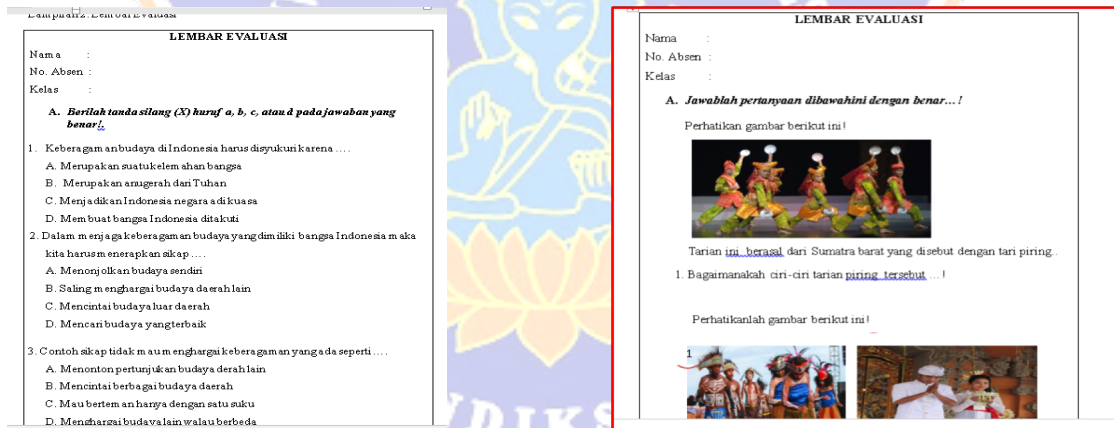 Lampiran 2. Lembar Evaluasi
LEMBAR EVALUASI
Nama :
No. Absen :
Kelas :
A. Berilah tanda silang (X) huruf a, b, c, atau d pada jawaban yang
benar!.
1. Keberagaman budaya di Indonesia harus disyukuri karena ....
A. Merupakan suatu kelemahan bangsa
B. Merupakan anugerah dari Tuhan
C. Menjadikan Indonesia negara adikuasa
D. Membuat bangsa Indonesia ditakuti
2. Dalam menjaga keberagaman budaya yang dimiliki bangsa Indonesia maka
kita harus menerapkan sikap ....
A. Menonjolkan budaya sendiri
B. Saling menghargai budaya daerah lain
C. Mencintai budaya luar daerah
D. Mencari budaya yang terbaik
3. Contoh sikap tidak mau menghargai keberagaman yang ada seperti ....
A. Menonton pertunjukan budaya derah lain
B. Mencintai berbagai budaya daerah
C. Mau berteman hanya dengan satu suku
D. Menghargai budaya lain walau berbeda
LEMBAR EVALUASI
Nama :
No. Absen :
Kelas :
A. Jawablah pertanyaan dibawahini dengan benar... !
Perhatikan gambar berikut ini!
Tarian ini berasal dari Sumatra barat yang disebut dengan tari piring..
1. Bagaimanakah ciri-ciri tarian piring tersebut ... !
Perhatikanlah gambar berikut ini!
1
NDIKS